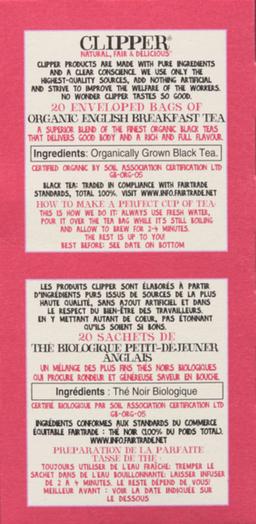 CLIPPER®
NATURAL, FAIR & DELICIOUS
CLIPPER PRODUCTS ARE MADE WITH PURE INGREDIENTS
AND A CLEAR CONSCIENCE. WE USE ONLY THE
HIGHEST-QUALITY SOURCES, ADD NOTHING ARTIFICIAL
AND STRIVE TO IMPROVE THE WELFARE OF THE WORKERS.
NO WONDER CLIPPER TASTES SO GOOD.
20 ENVELOPED BAGS OF
ORGANIC ENGLISH BREAKFAST TEA
A SUPERIOR BLEND OF THE FINEST ORGANIC BLACK TEAS
THAT DELIVERS GOOD BODY AND A RICH AND FULL FLAVOUR.
Ingredients: Organically Grown Black Tea.
CERTIFIED ORGANIC BY SOIL ASSOCIATION CERTIFICATION LTD
GB-ORG-05
BLACK TEA: TRADED IN COMPLIANCE WITH FAIRTRADE
STANDARDS, TOTAL 100%. VISIT WWW.INFO.FAIRTRADE.NET
HOW TO MAKE A PERFECT CUP OF TEA:
THIS IS HOW WE DO IT: ALWAYS USE FRESH WATER,
POUR IT OVER THE TEA BAG WHILE IT'S STILL BOILING
AND ALLOW TO BREW FOR 2-4 MINUTES.
THE REST IS UP TO YOU!
BEST BEFORE: SEE DATE ON BOTTOM
LES PRODUITS CLIPPER SONT ÉLABORÉS À PARTIR
D'INGRÉDIENTS PURS ISSUS DE SOURCES DE LA PLUS
HAUTE QUALITÉ, SANS AJOUT ARTIFICIEL ET DANS
LE RESPECT DU BIEN-ÊTRE DES TRAVAILLEURS.
EN Y METTANT AUTANT DE COEUR, PAS ÉTONNANT
QU'ILS SOIENT SI BONS.
20 SACHETS DE
THÉ BIOLOGIQUE PETIT-DÉJEUNER
ANGLAIS
UN MÉLANGE DES PLUS FINS THÉS NOIRS BIOLOGIQUES
QUI PROCURE RONDEUR ET GÉNÉREUSE SAVEUR EN BOUCHE.
Ingrédients : Thé Noir Biologique
CERTIFIÉ BIOLOGIQUE PAR SOIL ASSOCIATION CERTIFICATION LTD
GB-ORG-05
INGRÉDIENTS CONFORMES AUX STANDARDS DU COMMERCE
ÉQUITABLE FAIRTRADE : THÉ NOIR (100% DU POIDS TOTAL).
WWW.INFO.FAIRTRADE.NET
PREPARATION DE LA PARFAITE
TASSE DE THÉ :
TOUJOURS UTILISER DE L'EAU FRAÎCHE: TREMPER LE
SACHET DANS DE L'EAU BOUILLONNANTE: LAISSER INFUSER
DE 2 À 4 MINUTES. LE RESTE DÉPEND DE VOUS!
MEILLEUR AVANT : VOIR LA DATE INDIQUÉE SUR
LE DESSOUS